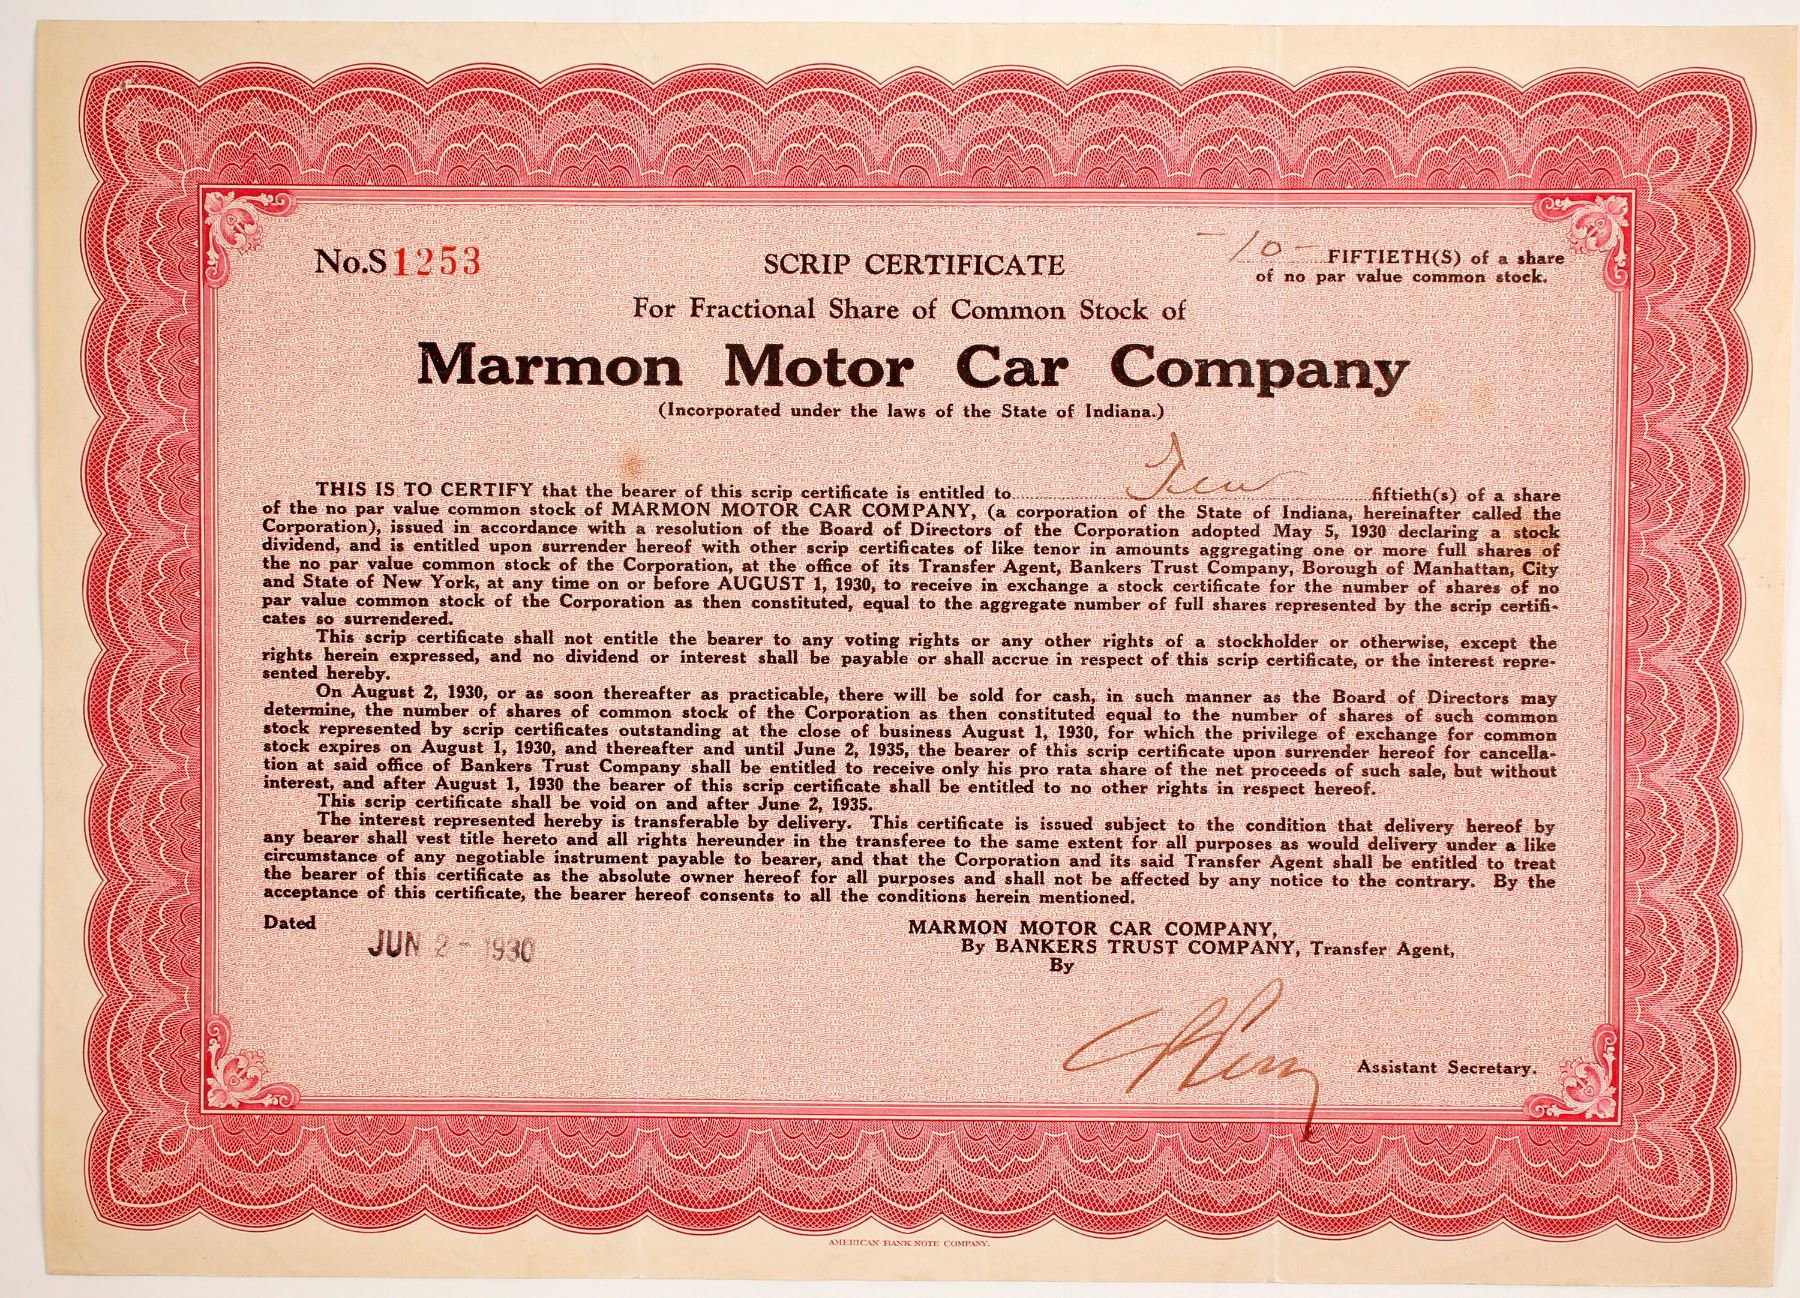 No.S1253
SCRIP CERTIFICATE
-10- FIFTIETH(S) of a share
of no par value common stock.
For Fractional Share of Common Stock of
Marmon Motor Car Company
(Incorporated under the laws of the State of Indiana.)
THIS IS TO CERTIFY that the bearer of this scrip certificate is entitled to Ten fiftieth(s) of a share
of the no par value common stock of MARMON MOTOR CAR COMPANY, (a corporation of the State of Indiana, hereinafter called the
Corporation), issued in accordance with a resolution of the Board of Directors of the Corporation adopted May 5, 1930 declaring a stock
dividend, and is entitled upon surrender hereof with other scrip certificates of like tenor in amounts aggregating one or more full shares of
the no par value common stock of the Corporation, at the office of its Transfer Agent, Bankers Trust Company, Borough of Manhattan, City
and State of New York, at any time on or before AUGUST 1, 1930, to receive in exchange a stock certificate for the number of shares of no
par value common stock of the Corporation as then constituted, equal to the aggregate number of full shares represented by the scrip certifi-
cates so surrendered.
This scrip certificate shall not entitle the bearer to any voting rights or any other rights of a stockholder or otherwise, except the
rights herein expressed, and no dividend or interest shall be payable or shall accrue in respect of this scrip certificate, or the interest repre-
sented hereby.
On August 2, 1930, or as soon thereafter as practicable, there will be sold for cash, in such manner as the Board of Directors may
determine, the number of shares of common stock of the Corporation as then constituted equal to the number of shares of such common
stock represented by scrip certificates outstanding at the close of business August 1, 1930, for which the privilege of exchange for common
stock expires on August 1, 1930, and thereafter and until June 2, 1935, the bearer of this scrip certificate upon surrender hereof for cancella-
tion at said office of Bankers Trust Company shall be entitled to receive only his pro rata share of the net proceeds of such sale, but without
interest, and after August 1, 1930 the bearer of this scrip certificate shall be entitled to no other rights in respect hereof.
This scrip certificate shall be void on and after June 2, 1935.
The interest represented hereby is transferable by delivery. This certificate is issued subject to the condition that delivery hereof by
any bearer shall vest title hereto and all rights hereunder in the transferee to the same extent for all purposes as would delivery under a like
circumstance of any negotiable instrument payable to bearer, and that the Corporation and its said Transfer Agent shall be entitled to treat
the bearer of this certificate as the absolute owner hereof for all purposes and shall not be affected by any notice to the contrary. By the
acceptance of this certificate, the bearer hereof consents to all the conditions herein mentioned.
Dated
JUN 2 - 1930
MARMON MOTOR CAR COMPANY,
By BANKERS TRUST COMPANY, Transfer Agent,
By
Assistant Secretary.
AMERICAN BANK NOTE COMPANY.